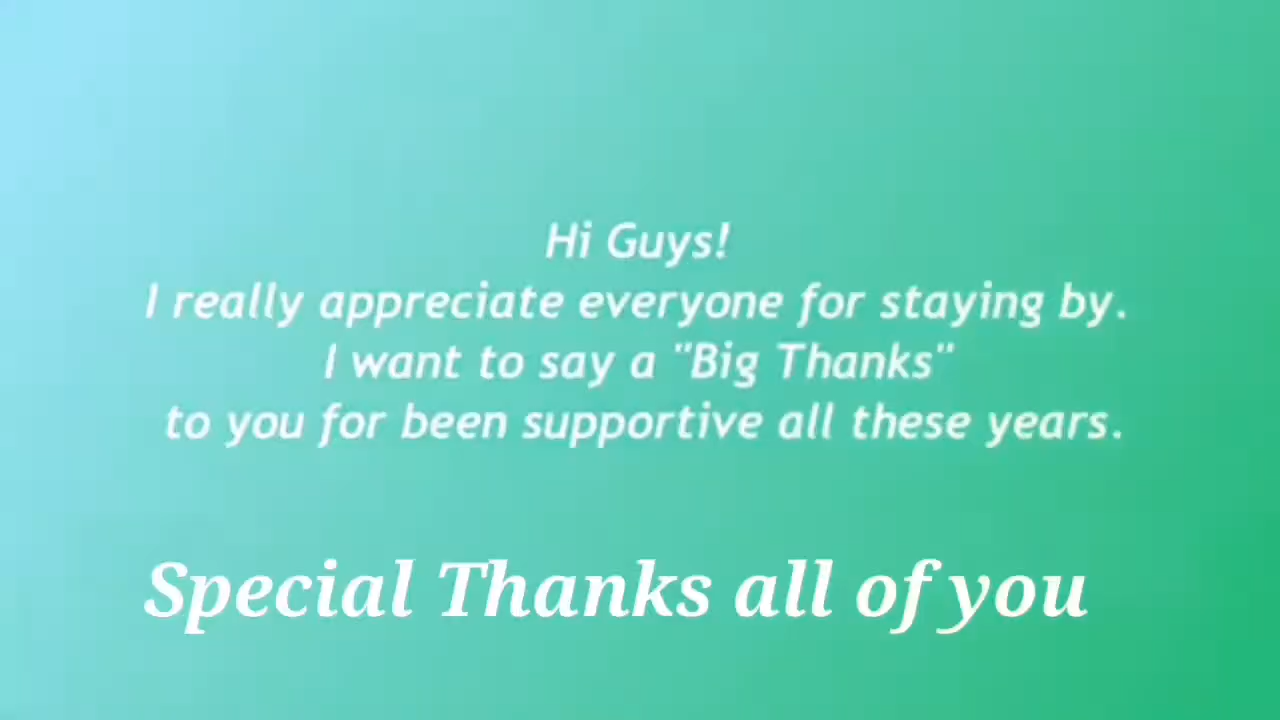 Hi Guys!
I really appreciate everyone for staying by.
I want to say a "Big Thanks"
to you for been supportive all these years.
Special Thanks all of you